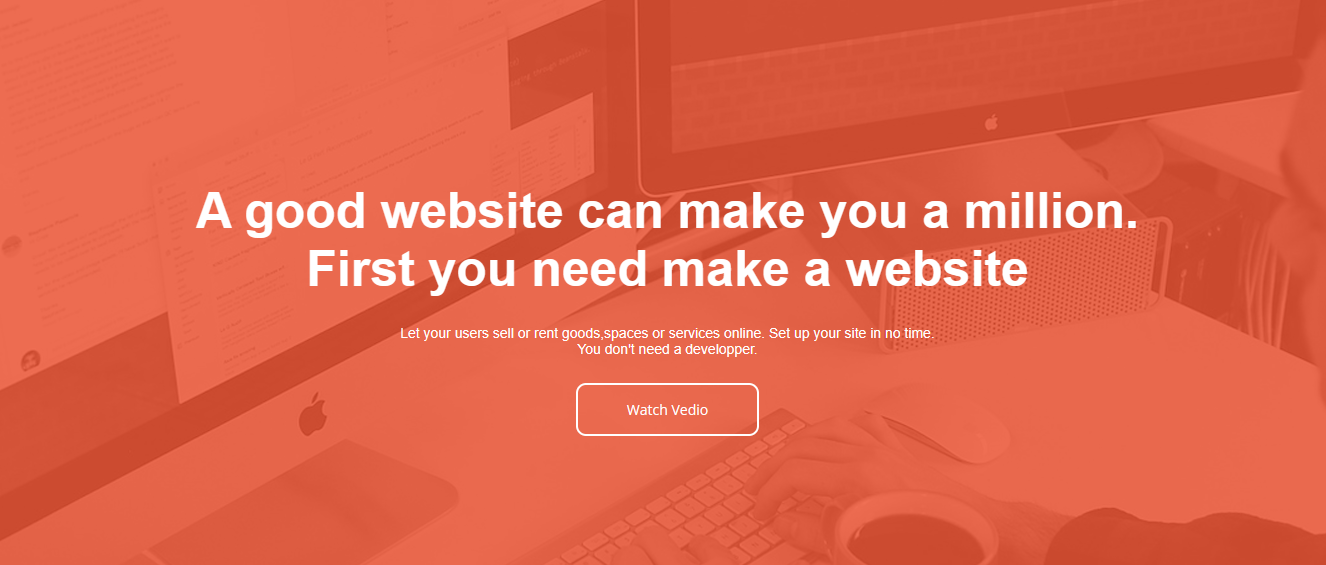 A good website can make you a million.
First you need make a website
Let your users sell or rent goods,spaces or services online. Set up your site in no time.
You don't need a developper.
Watch Vedio